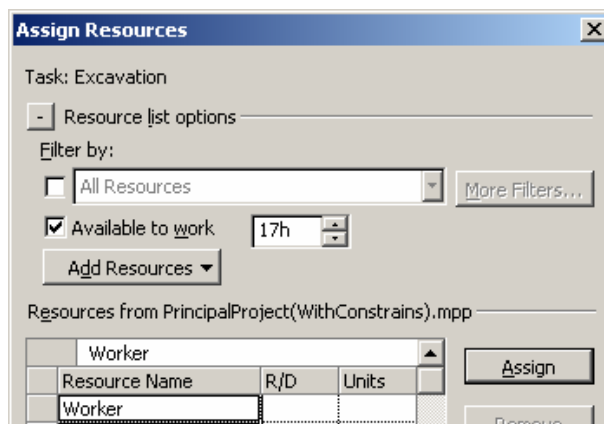 Assign Resources
Task: Excavation
- Resource list options
Filter by:
All Resources More Filters...
Available to work 17h
Add Resources
Resources from PrincipalProject(WithConstrains).mpp
Worker
Assign
Resource Name R/D Units
Worker
Remove